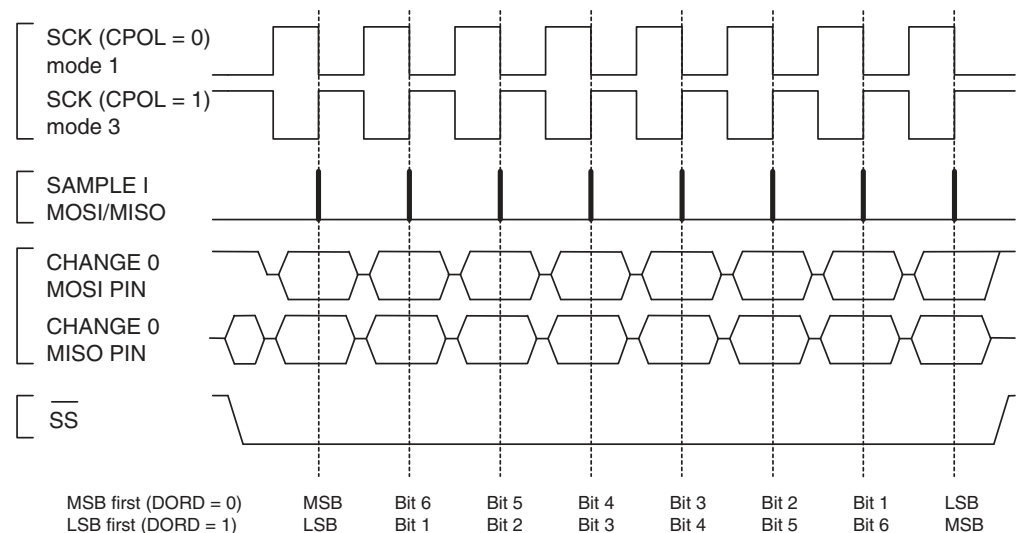 SCK (CPOL = 0)
mode 1
SCK (CPOL = 1)
mode 3
SAMPLE I
MOSI/MISO
CHANGE 0
MOSI PIN
CHANGE 0
MISO PIN
SS
MSB first (DORD = 0) MSB Bit 6 Bit 5 Bit 4 Bit 3 Bit 2 Bit 1 LSB
LSB first (DORD = 1) LSB Bit 1 Bit 2 Bit 3 Bit 4 Bit 5 Bit 6 MSB